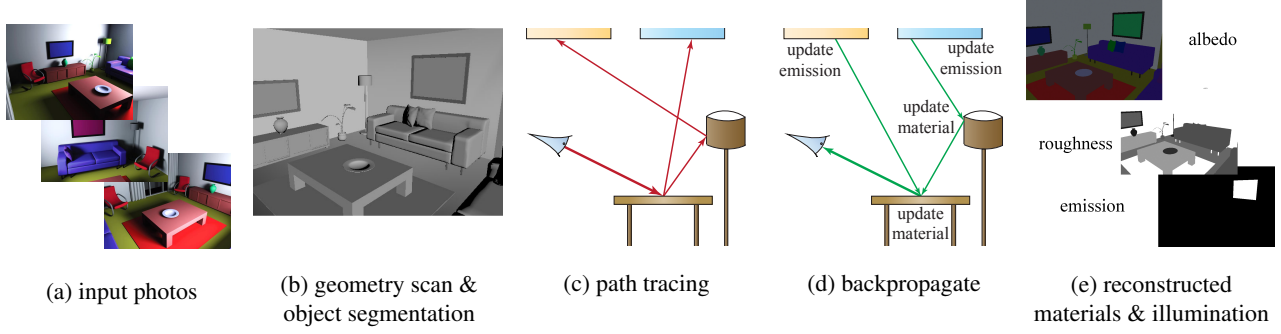 update
emission
update
emission
update
material
update
material
albedo
roughness
emission
(a) input photos
(b) geometry scan &
object segmentation
(c) path tracing
(d) backpropagate
(e) reconstructed
materials & illumination